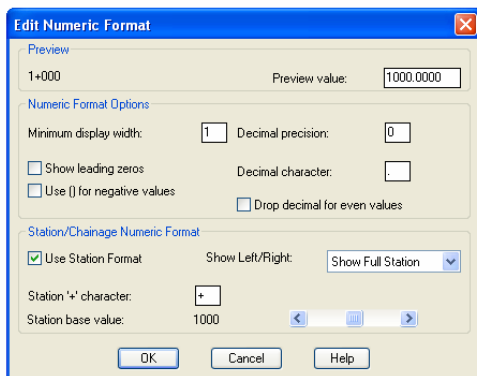 Edit Numeric Format
Preview
1+000 Preview value: 1000.0000
Numeric Format Options
Minimum display width: 1 Decimal precision: 0
Show leading zeros Decimal character: .
Use () for negative values
Drop decimal for even values
Station/Chainage Numeric Format
Use Station Format Show Left/Right: Show Full Station
Station '+' character: +
Station base value: 1000
OK Cancel Help